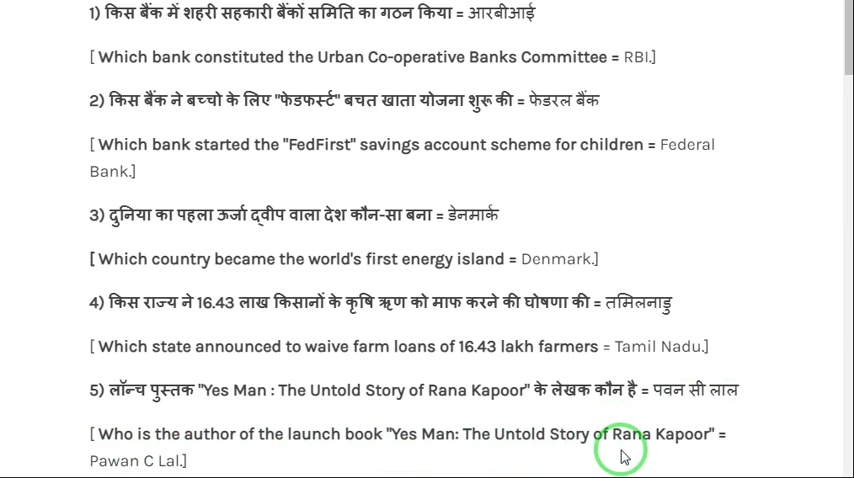 1) किस बैंक में शहरी सहकारी बैंकों समिति का गठन किया = आरबीआई
[ Which bank constituted the Urban Co-operative Banks Committee = RBI.]
2) किस बैंक ने बच्चो के लिए "फेडफर्स्ट" बचत खाता योजना शुरू की = फेडरल बैंक
[ Which bank started the "FedFirst" savings account scheme for children = Federal
Bank.]
3) दुनिया का पहला ऊर्जा द्वीप वाला देश कौन-सा बना = डेनमार्क
[ Which country became the world's first energy island = Denmark.]
4) किस राज्य ने 16.43 लाख किसानों के कृषि ऋण को माफ करने की घोषणा की = तमिलनाडु
[ Which state announced to waive farm loans of 16.43 lakh farmers = Tamil Nadu.]
5) लॉन्च पुस्तक "Yes Man : The Untold Story of Rana Kapoor" के लेखक कौन है = पवन सी लाल
[ Who is the author of the launch book "Yes Man: The Untold Story of Rana Kapoor" =
Pawan C Lal.]